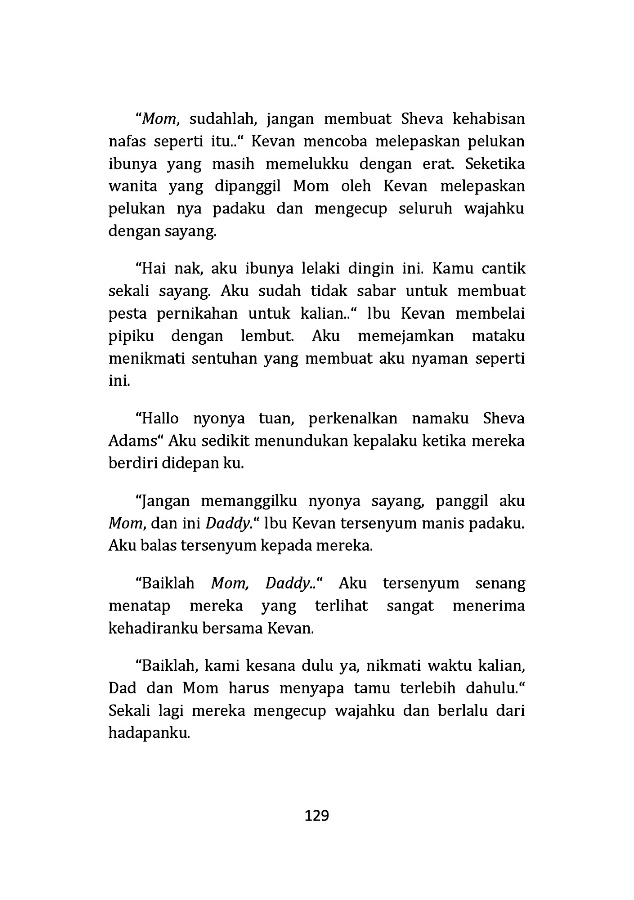 “Mom, sudahlah, jangan membuat Sheva kehabisan
nafas seperti itu..“ Kevan mencoba melepaskan pelukan
ibunya yang masih memelukku dengan erat. Seketika
wanita yang dipanggil Mom oleh Kevan melepaskan
pelukan nya padaku dan mengecup seluruh wajahku
dengan sayang.
“Hai nak, aku ibunya lelaki dingin ini. Kamu cantik
sekali sayang. Aku sudah tidak sabar untuk membuat
pesta pernikahan untuk kalian..“ Ibu Kevan membelai
pipiku dengan lembut. Aku memejamkan mataku
menikmati sentuhan yang membuat aku nyaman seperti
ini.
“Hallo nyonya tuan, perkenalkan namaku Sheva
Adams“ Aku sedikit menundukan kepalaku ketika mereka
berdiri didepan ku.
“Jangan memanggilku nyonya sayang, panggil aku
Mom, dan ini Daddy.“ Ibu Kevan tersenyum manis padaku.
Aku balas tersenyum kepada mereka.
“Baiklah Mom, Daddy..“ Aku tersenyum senang
menatap mereka yang terlihat sangat menerima
kehadiranku bersama Kevan.
“Baiklah, kami kesana dulu ya, nikmati waktu kalian,
Dad dan Mom harus menyapa tamu terlebih dahulu.“
Sekali lagi mereka mengecup wajahku dan berlalu dari
hadapanku.
129